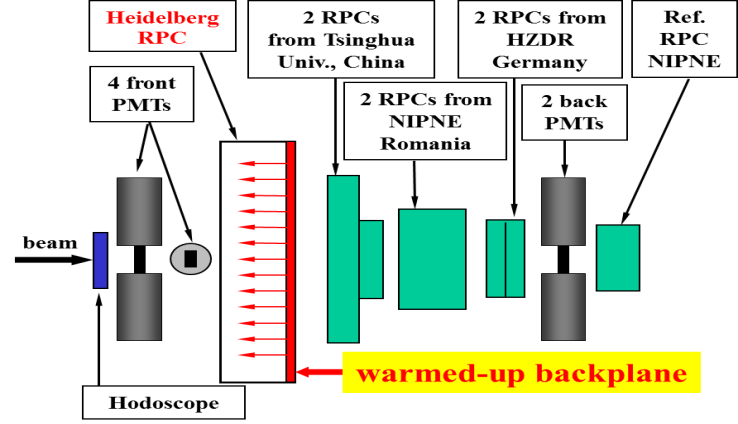 Heidelberg
RPC
2 RPCs
from Tsinghua
Univ., China
2 RPCs from
HZDR
Germany
Ref.
RPC
NIPNE
4 front
PMTs
2 RPCs from
NIPNE
Romania
2 back
PMTs
beam
warmed-up backplane
Hodoscope